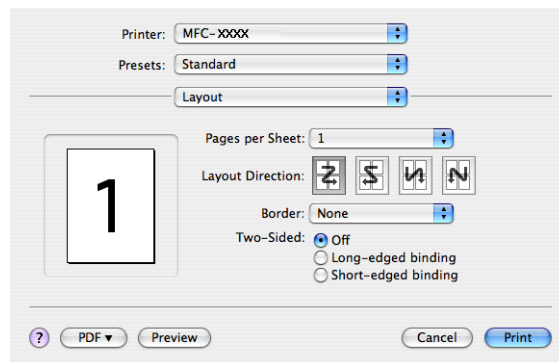 Printer: MFC-XXXX
Presets: Standard
Layout
Pages per Sheet: 1
Layout Direction:
1
Border: None
Two-Sided: Off
Long-edged binding
Short-edged binding
? PDF▼ Preview Cancel Print